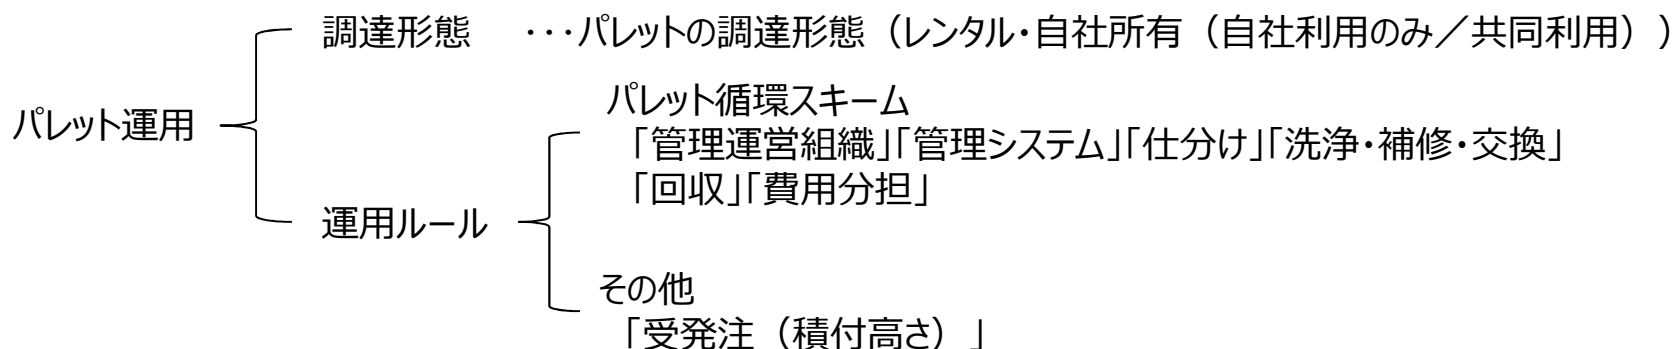 調達形態 ・・・パレットの調達形態（レンタル・自社所有（自社利用のみ／共同利用））
パレット運用
運用ルール
パレット循環スキーム
「管理運営組織」「管理システム」「仕分け」「洗浄・補修・交換」
「回収」「費用分担」
その他
「受発注（積付高さ）」